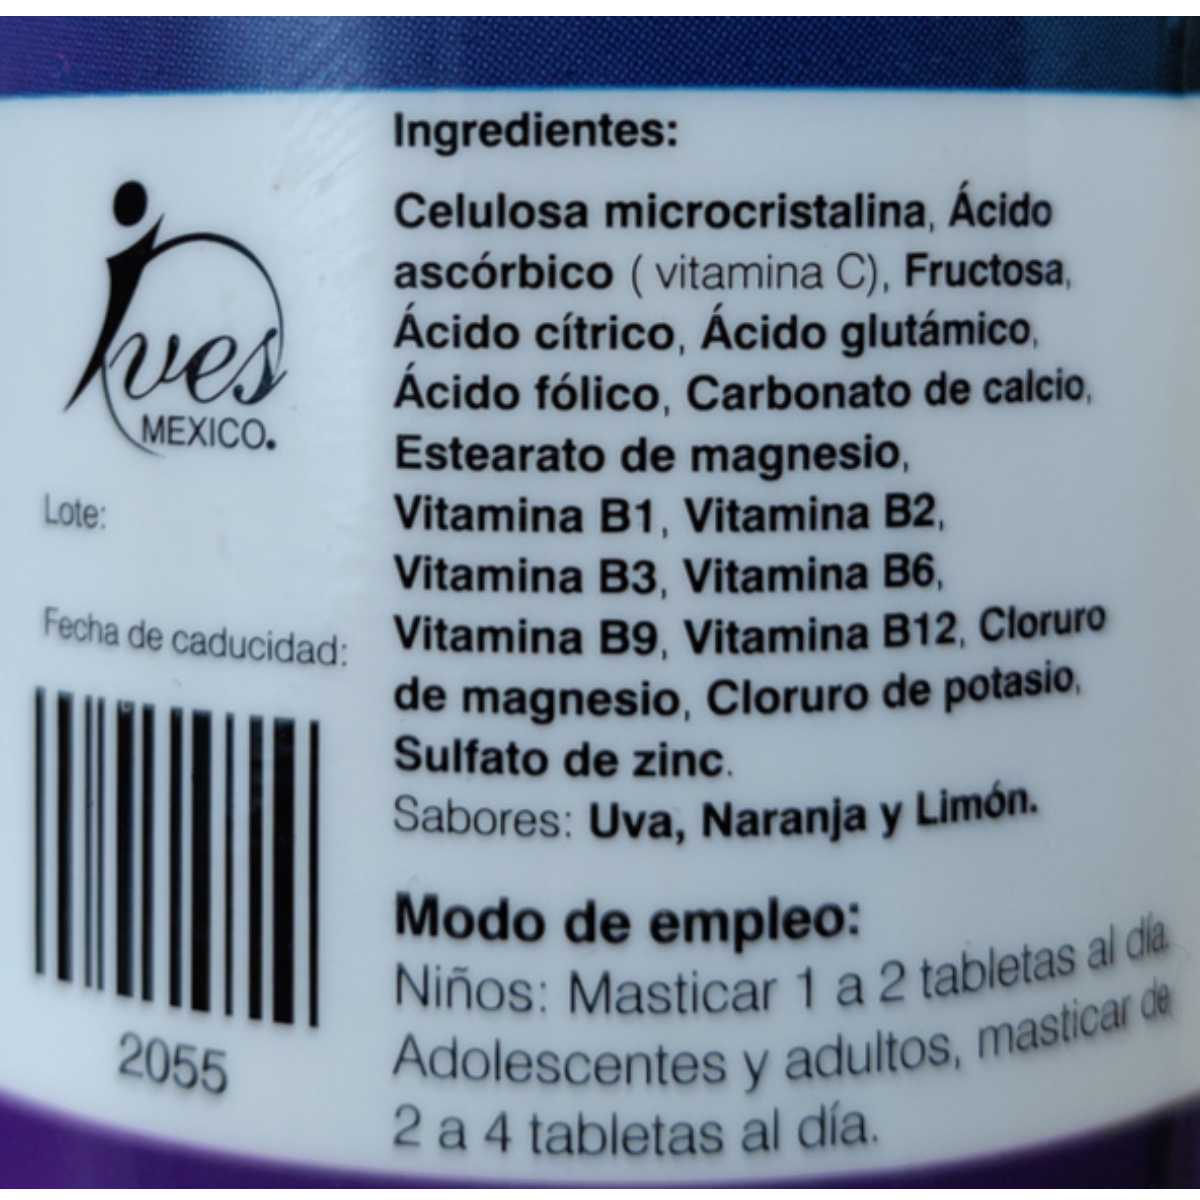 Ingredientes:
Celulosa microcristalina, Ácido
ascórbico ( vitamina C), Fructosa,
Ácido cítrico, Ácido glutámico,
Ácido fólico, Carbonato de calcio,
Estearato de magnesio,
Vitamina B1, Vitamina B2,
Vitamina B3, Vitamina B6,
Vitamina B9, Vitamina B12, Cloruro
de magnesio, Cloruro de potasio,
Sulfato de zinc.
Sabores: Uva, Naranja y Limón.
Modo de empleo:
Niños: Masticar 1 a 2 tabletas al día.
Adolescentes y adultos, masticar de
2 a 4 tabletas al día.
ives
MEXICO.
Lote:
Fecha de caducidad:
2055